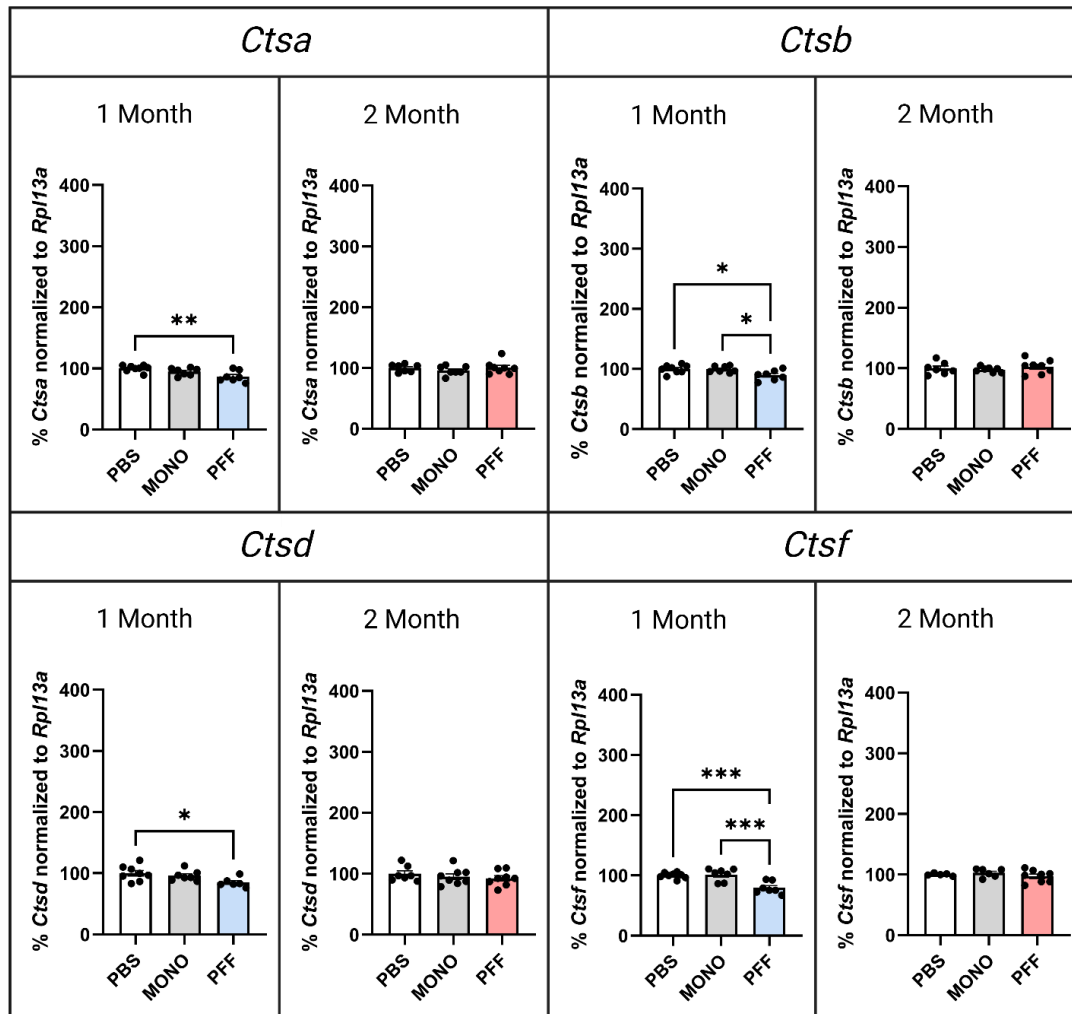 Ctsa
Ctsb
1 Month
2 Month
1 Month
2 Month
% Ctsa normalized to Rpl13a
400
300
200
100
0
**
PBS
MONO
PFF
% Ctsa normalized to Rpl13a
400
300
200
100
0
PBS
MONO
PFF
% Ctsb normalized to Rpl13a
400
300
200
100
0
*
*
PBS
MONO
PFF
% Ctsb normalized to Rpl13a
400
300
200
100
0
PBS
MONO
PFF
Ctsd
Ctsf
1 Month
2 Month
1 Month
2 Month
% Ctsd normalized to Rpl13a
400
300
200
100
0
*
PBS
MONO
PFF
% Ctsd normalized to Rpl13a
400
300
200
100
0
PBS
MONO
PFF
% Ctsf normalized to Rpl13a
400
300
200
100
0
***
***
PBS
MONO
PFF
% Ctsf normalized to Rpl13a
400
300
200
100
0
PBS
MONO
PFF